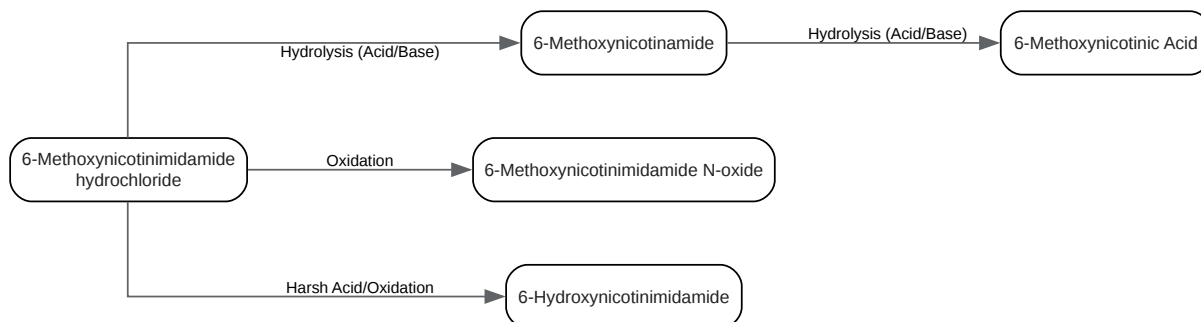 6-Methoxynicotinamide
Hydrolysis (Acid/Base)
6-Methoxynicotinic Acid
Hydrolysis (Acid/Base)
6-Methoxynicotinimidamide
hydrochloride
Oxidation
6-Methoxynicotinimidamide N-oxide
Harsh Acid/Oxidation
6-Hydroxynicotinimidamide